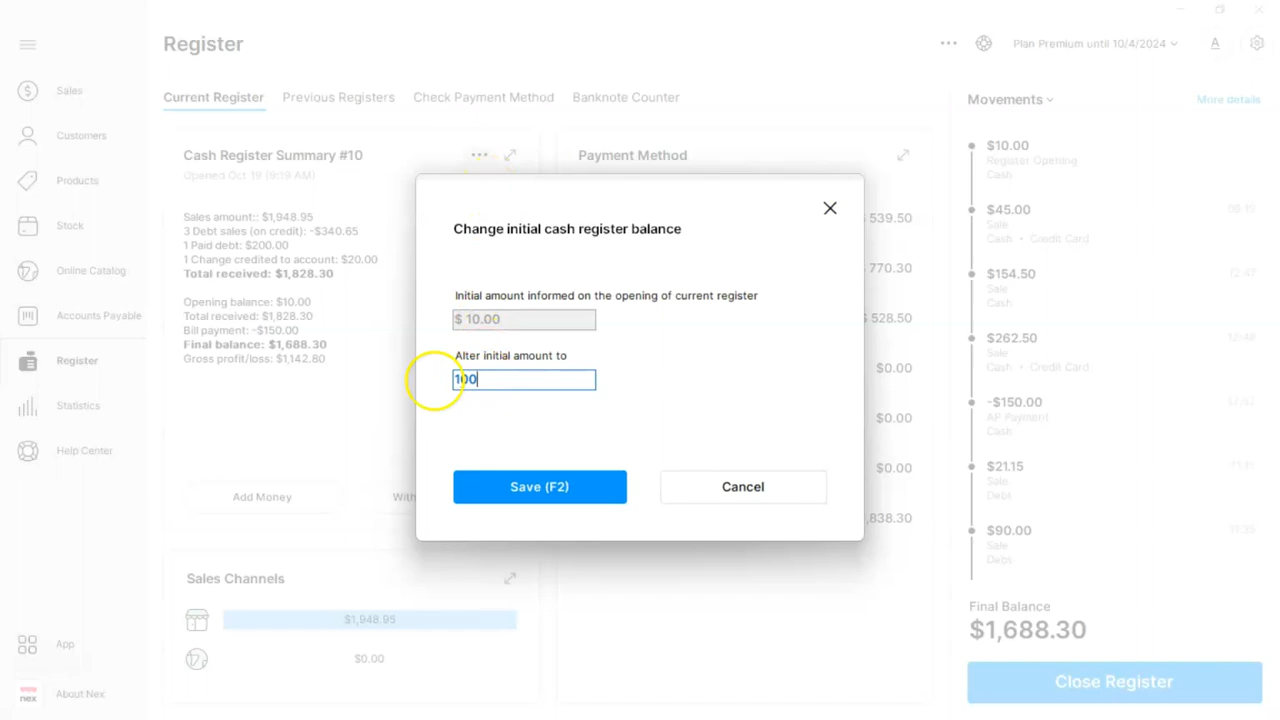 Register
Plan Premium until 10/4/2024
A
Sales
Customers
Products
Stock
Online Catalog
Accounts Payable
Register
Statistics
Help Center
App
nex
About Nex
Current Register
Previous Registers
Check Payment Method
Banknote Counter
Cash Register Summary #10
Opened Oct 19 (9:19 AM)
Sales amount:: $1,948.95
3 Debt sales (on credit): -$340.65
1 Paid debt: $200.00
1 Change credited to account: $20.00
Total received: $1,828.30
Opening balance: $10.00
Total received: $1,828.30
Bill payment: -$150.00
Final balance: $1,688.30
Gross profit/loss: $1,142.80
Add Money
Payment Method
539.50
770.30
528.50
$0.00
$0.00
$0.00
,838.30
Change initial cash register balance
Initial amount informed on the opening of current register
$ 10.00
Alter initial amount to
100
Save (F2)
Cancel
Sales Channels
$1,948.95
$0.00
Movements
More details
$10.00
Register Opening
Cash
$45.00
Sale
Cash • Credit Card
$154.50
12:47
Sale
Cash
$262.50
Sale
Cash • Credit Card
-$150.00
AP Payment
Cash
$21.15
Sale
Debt
$90.00
11:35
Sale
Debt
Final Balance
$1,688.30
Close Register